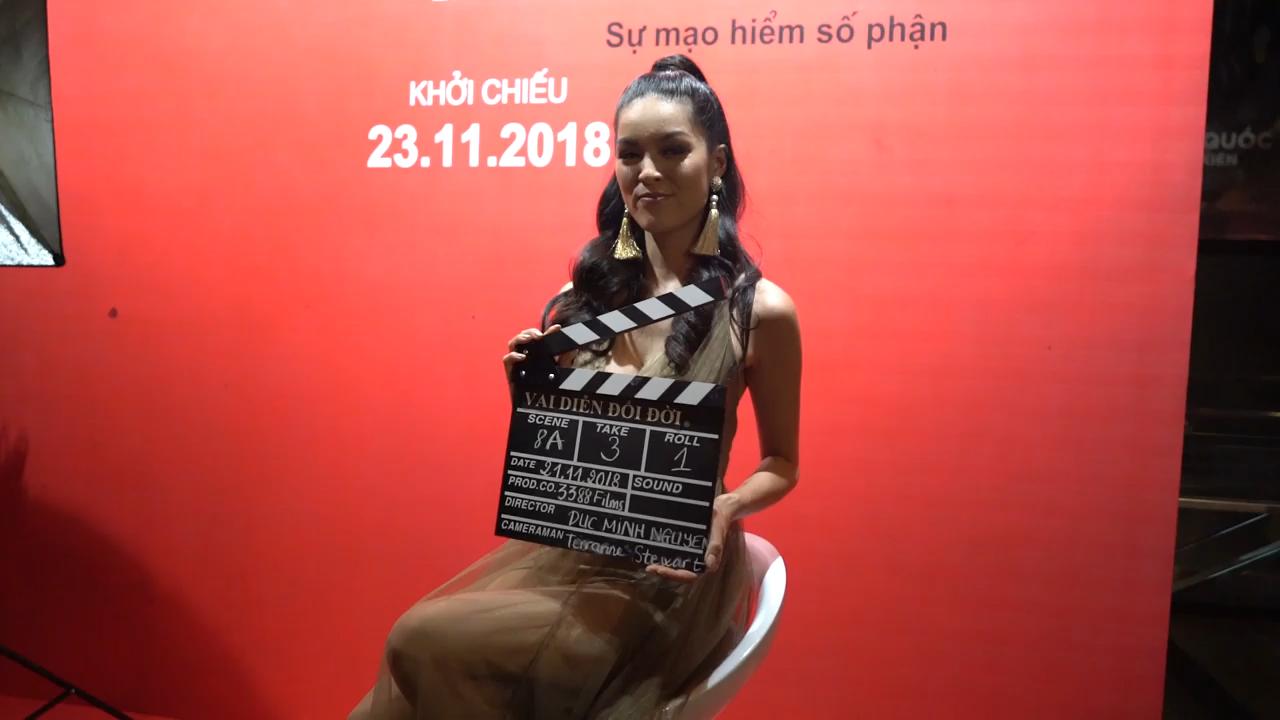 Sự mạo hiểm số phận
KHỞI CHIẾU
23.11.2018
QUỐC
VAI DIỄN ĐỔI ĐỜI
SCENE TAKE ROLL
8A 3 1
DATE 21.11.2018 SOUND
PROD.CO. 3388 Films
DIRECTOR DUC MINH NGUYEN
CAMERAMAN Stewart